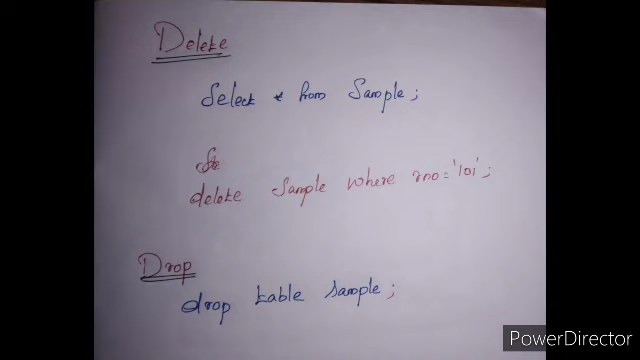 Delete
Select * from Sample;
delete Sample where rno='101';
Drop
drop table sample;
PowerDirector